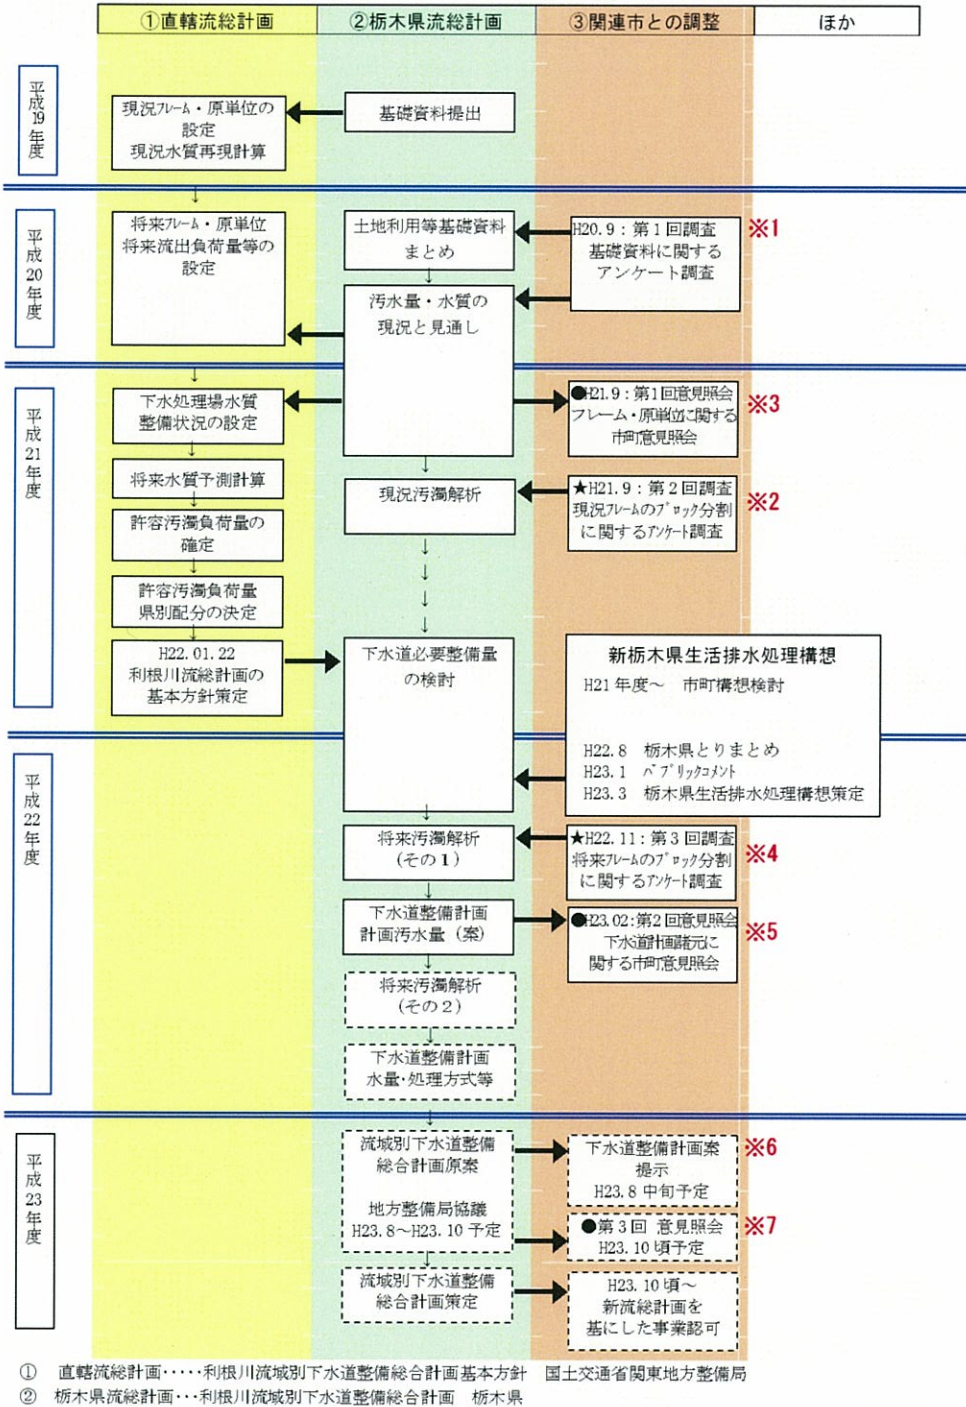 ①直轄流総計画
②栃木県流総計画
③関連市との調整
ほか
平成19年度
現況フレーム・原単位の
設定
現況水質再現計算
基礎資料提出
平成20年度
将来フレーム・原単位
将来流出負荷量等の
設定
土地利用等基礎資料
まとめ
H20.9：第1回調査
基礎資料に関する
アンケート調査
※1
汚水量・水質の
現況と見通し
平成21年度
下水処理場水質
整備状況の設定
●H21.9：第1回意見照会
フレーム・原単位に関する
市町意見照会
※3
将来水質予測計算
現況汚濁解析
★H21.9：第2回調査
現況フレームのブロック分割
に関するアンケート調査
※2
許容汚濁負荷量の
確定
許容汚濁負荷量
県別配分の決定
H22.01.22
利根川流総計画の
基本方針策定
下水道必要整備量
の検討
新栃木県生活排水処理構想
H21年度～　市町構想検討
H22.8　栃木県とりまとめ
H23.1　パブリックコメント
H23.3　栃木県生活排水処理構想策定
平成22年度
将来汚濁解析
(その1)
★H22.11：第3回調査
将来フレームのブロック分割
に関するアンケート調査
※4
下水道整備計画
計画汚水量（案）
●H23.02：第2回意見照会
下水道計画諸元に
関する市町意見照会
※5
将来汚濁解析
(その2)
下水道整備計画
水量・処理方式等
平成23年度
流域別下水道整備
総合計画原案
地方整備局協議
H23.8～H23.10予定
下水道整備計画案
提示
H23.8中旬予定
※6
●第3回 意見照会
H23.10頃予定
※7
流域別下水道整備
総合計画策定
H23.10頃～
新流総計画を
基にした事業認可
①　直轄流総計画・・・・・利根川流域別下水道整備総合計画基本方針　国土交通省関東地方整備局
②　栃木県流総計画・・・利根川流域別下水道整備総合計画　栃木県